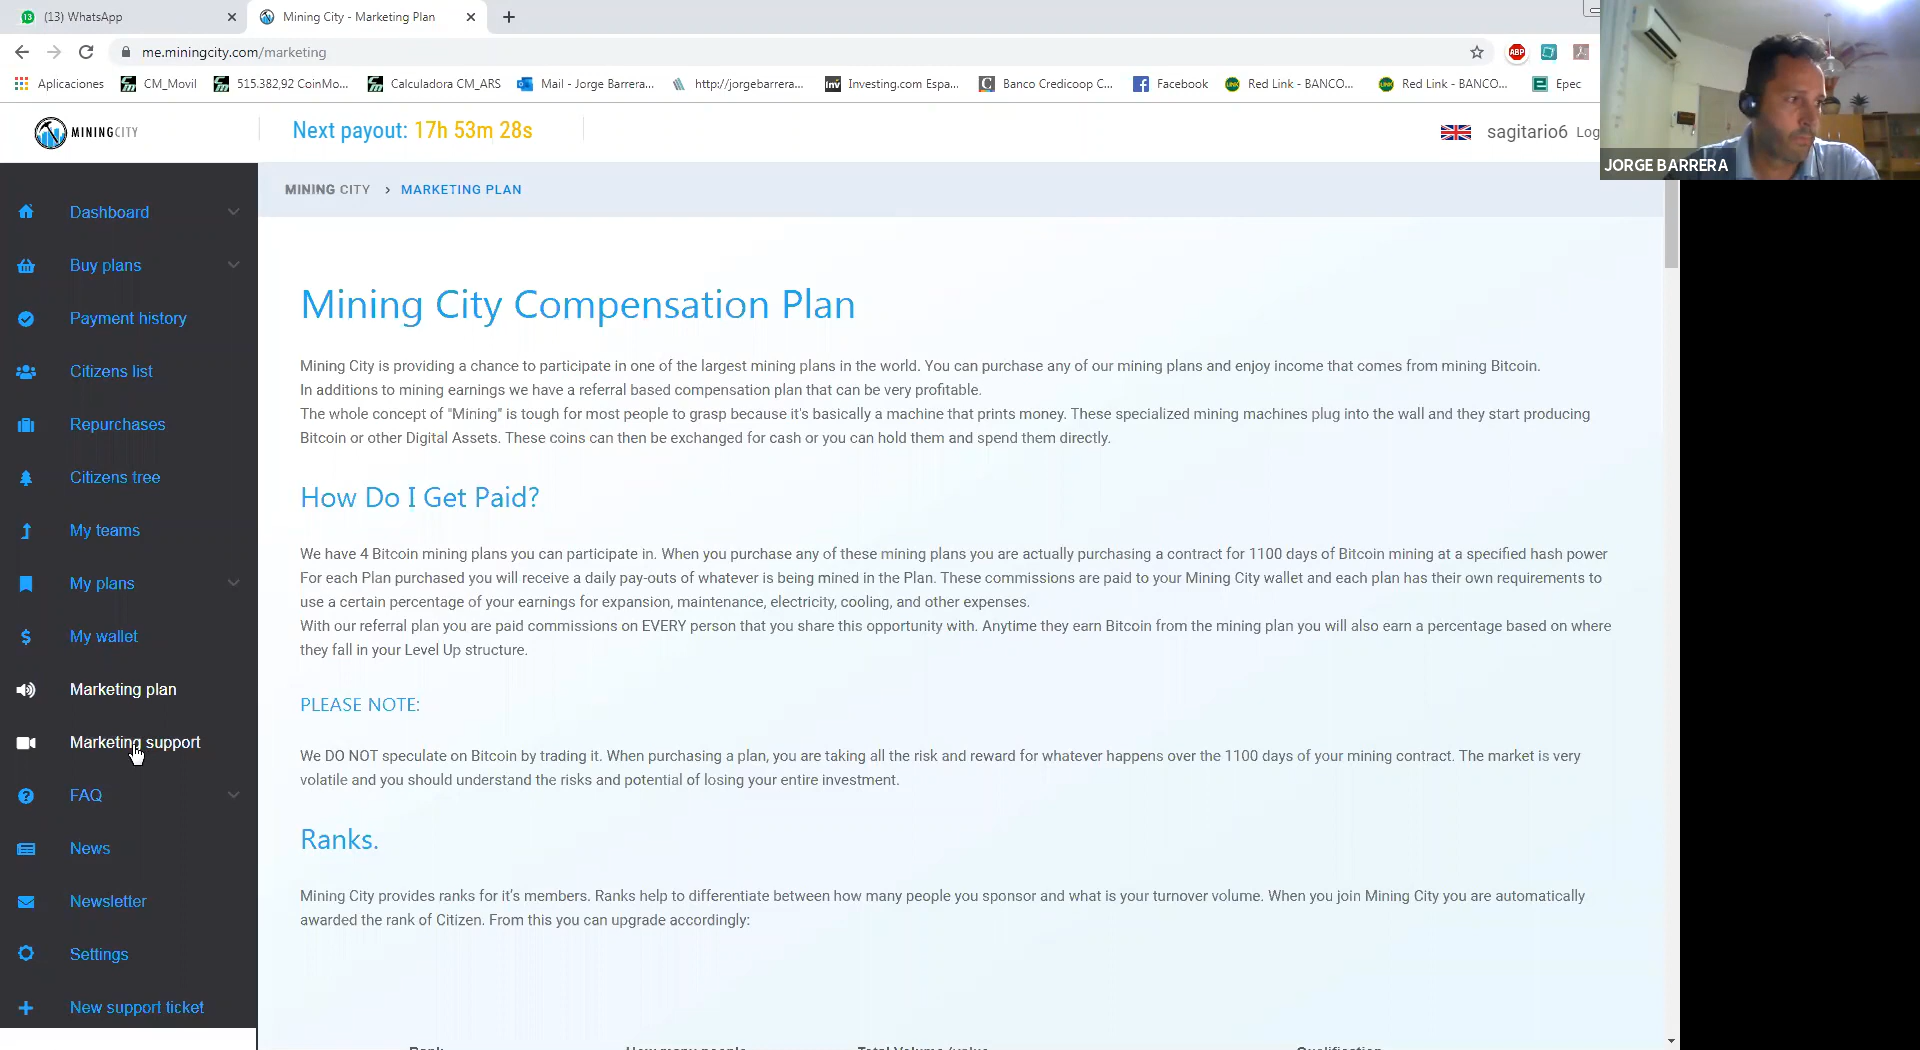 (13) WhatsApp
Mining City - Marketing Plan
me.miningcity.com/marketing
Aplicaciones
CM_Movil
515.382,92 CoinMo...
Calculadora CM_ARS
Mail - Jorge Barrera...
http://jorgebarrera...
Investing.com Espa...
Banco Credicoop C...
Facebook
Red Link - BANCO...
Red Link - BANCO...
Epec
MININGCITY
Next payout: 17h 53m 28s
sagitario6
Log
JORGE BARRERA
MINING CITY > MARKETING PLAN
Dashboard
Buy plans
Payment history
Citizens list
Repurchases
Citizens tree
My teams
My plans
My wallet
Marketing plan
Marketing support
FAQ
News
Newsletter
Settings
New support ticket
Mining City Compensation Plan
Mining City is providing a chance to participate in one of the largest mining plans in the world. You can purchase any of our mining plans and enjoy income that comes from mining Bitcoin.
In additions to mining earnings we have a referral based compensation plan that can be very profitable.
The whole concept of "Mining" is tough for most people to grasp because it's basically a machine that prints money. These specialized mining machines plug into the wall and they start producing
Bitcoin or other Digital Assets. These coins can then be exchanged for cash or you can hold them and spend them directly.
How Do I Get Paid?
We have 4 Bitcoin mining plans you can participate in. When you purchase any of these mining plans you are actually purchasing a contract for 1100 days of Bitcoin mining at a specified hash power
For each Plan purchased you will receive a daily pay-outs of whatever is being mined in the Plan. These commissions are paid to your Mining City wallet and each plan has their own requirements to
use a certain percentage of your earnings for expansion, maintenance, electricity, cooling, and other expenses.
With our referral plan you are paid commissions on EVERY person that you share this opportunity with. Anytime they earn Bitcoin from the mining plan you will also earn a percentage based on where
they fall in your Level Up structure.
PLEASE NOTE:
We DO NOT speculate on Bitcoin by trading it. When purchasing a plan, you are taking all the risk and reward for whatever happens over the 1100 days of your mining contract. The market is very
volatile and you should understand the risks and potential of losing your entire investment.
Ranks.
Mining City provides ranks for it's members. Ranks help to differentiate between how many people you sponsor and what is your turnover volume. When you join Mining City you are automatically
awarded the rank of Citizen. From this you can upgrade accordingly: